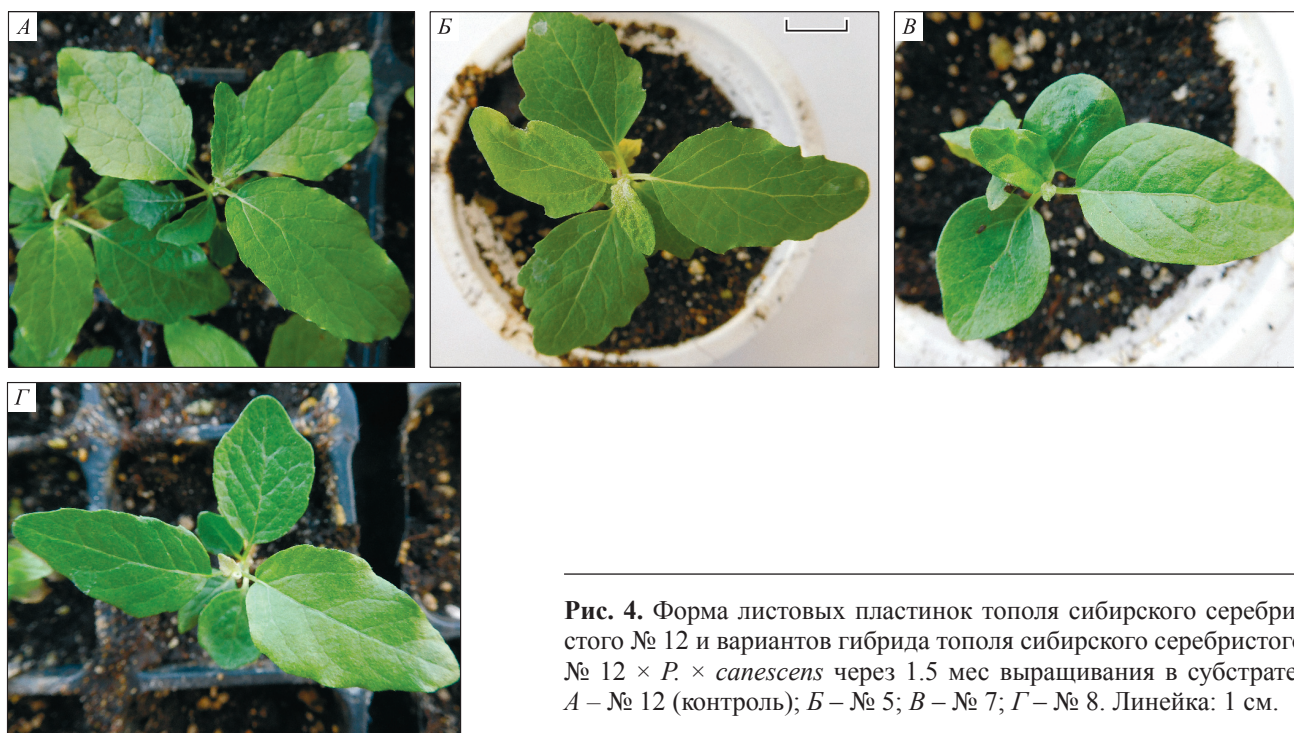 А
Б
В
Г
Рис. 4. Форма листовых пластинок тополя сибирского серебри-
стого № 12 и вариантов гибрида тополя сибирского серебристого
№ 12 × P. × canescens через 1.5 мес выращивания в субстрате
А – № 12 (контроль); Б – № 5; В – № 7; Г – № 8. Линейка: 1 см.